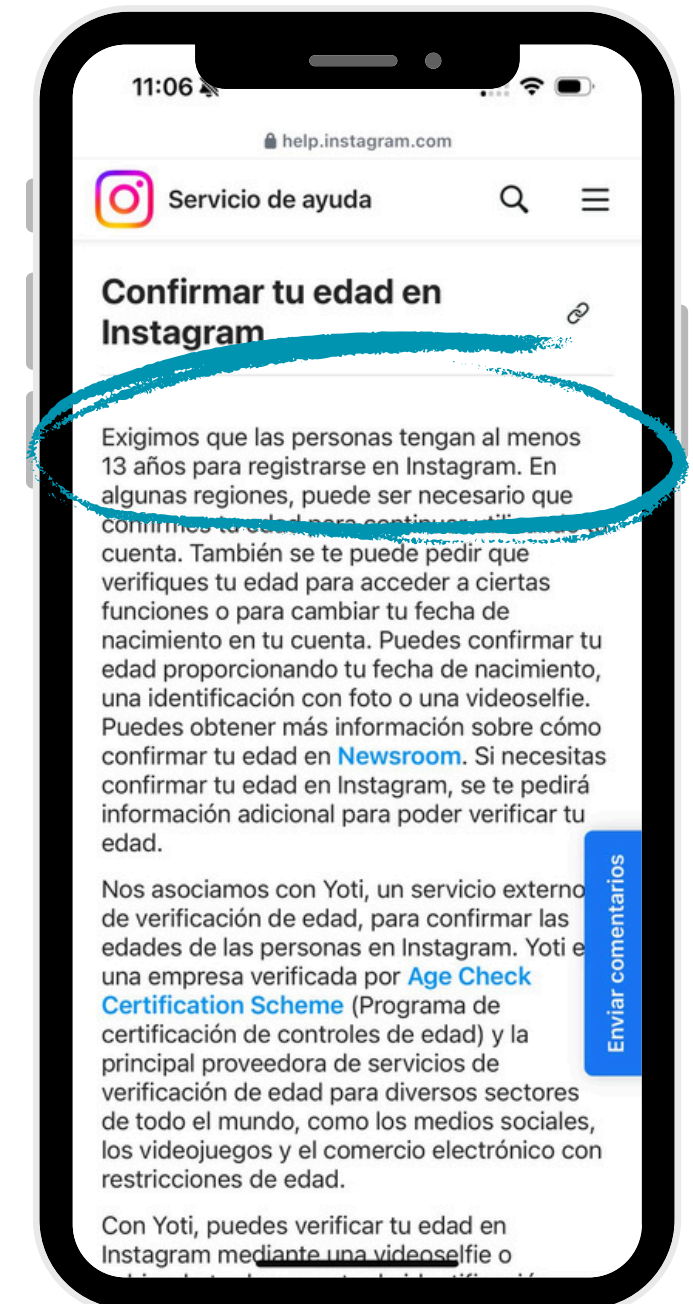 11:06
help.instagram.com
Servicio de ayuda
Confirmar tu edad en
Instagram
Exigimos que las personas tengan al menos
13 años para registrarse en Instagram. En
algunas regiones, puede ser necesario que
confirmes tu edad para continuar
cuenta. También se te puede pedir que
verifiques tu edad para acceder a ciertas
funciones o para cambiar tu fecha de
nacimiento en tu cuenta. Puedes confirmar tu
edad proporcionando tu fecha de nacimiento,
una identificación con foto o una videoselfie.
Puedes obtener más información sobre cómo
confirmar tu edad en Newsroom. Si necesitas
confirmar tu edad en Instagram, se te pedirá
información adicional para poder verificar tu
edad.
Enviar comentarios
Nos asociamos con Yoti, un servicio externo
de verificación de edad, para confirmar las
edades de las personas en Instagram. Yoti e
una empresa verificada por Age Check
Certification Scheme (Programa de
certificación de controles de edad) y la
principal proveedora de servicios de
verificación de edad para diversos sectores
de todo el mundo, como los medios sociales,
los videojuegos y el comercio electrónico con
restricciones de edad.
Con Yoti, puedes verificar tu edad en
Instagram mediante una videoselfie o